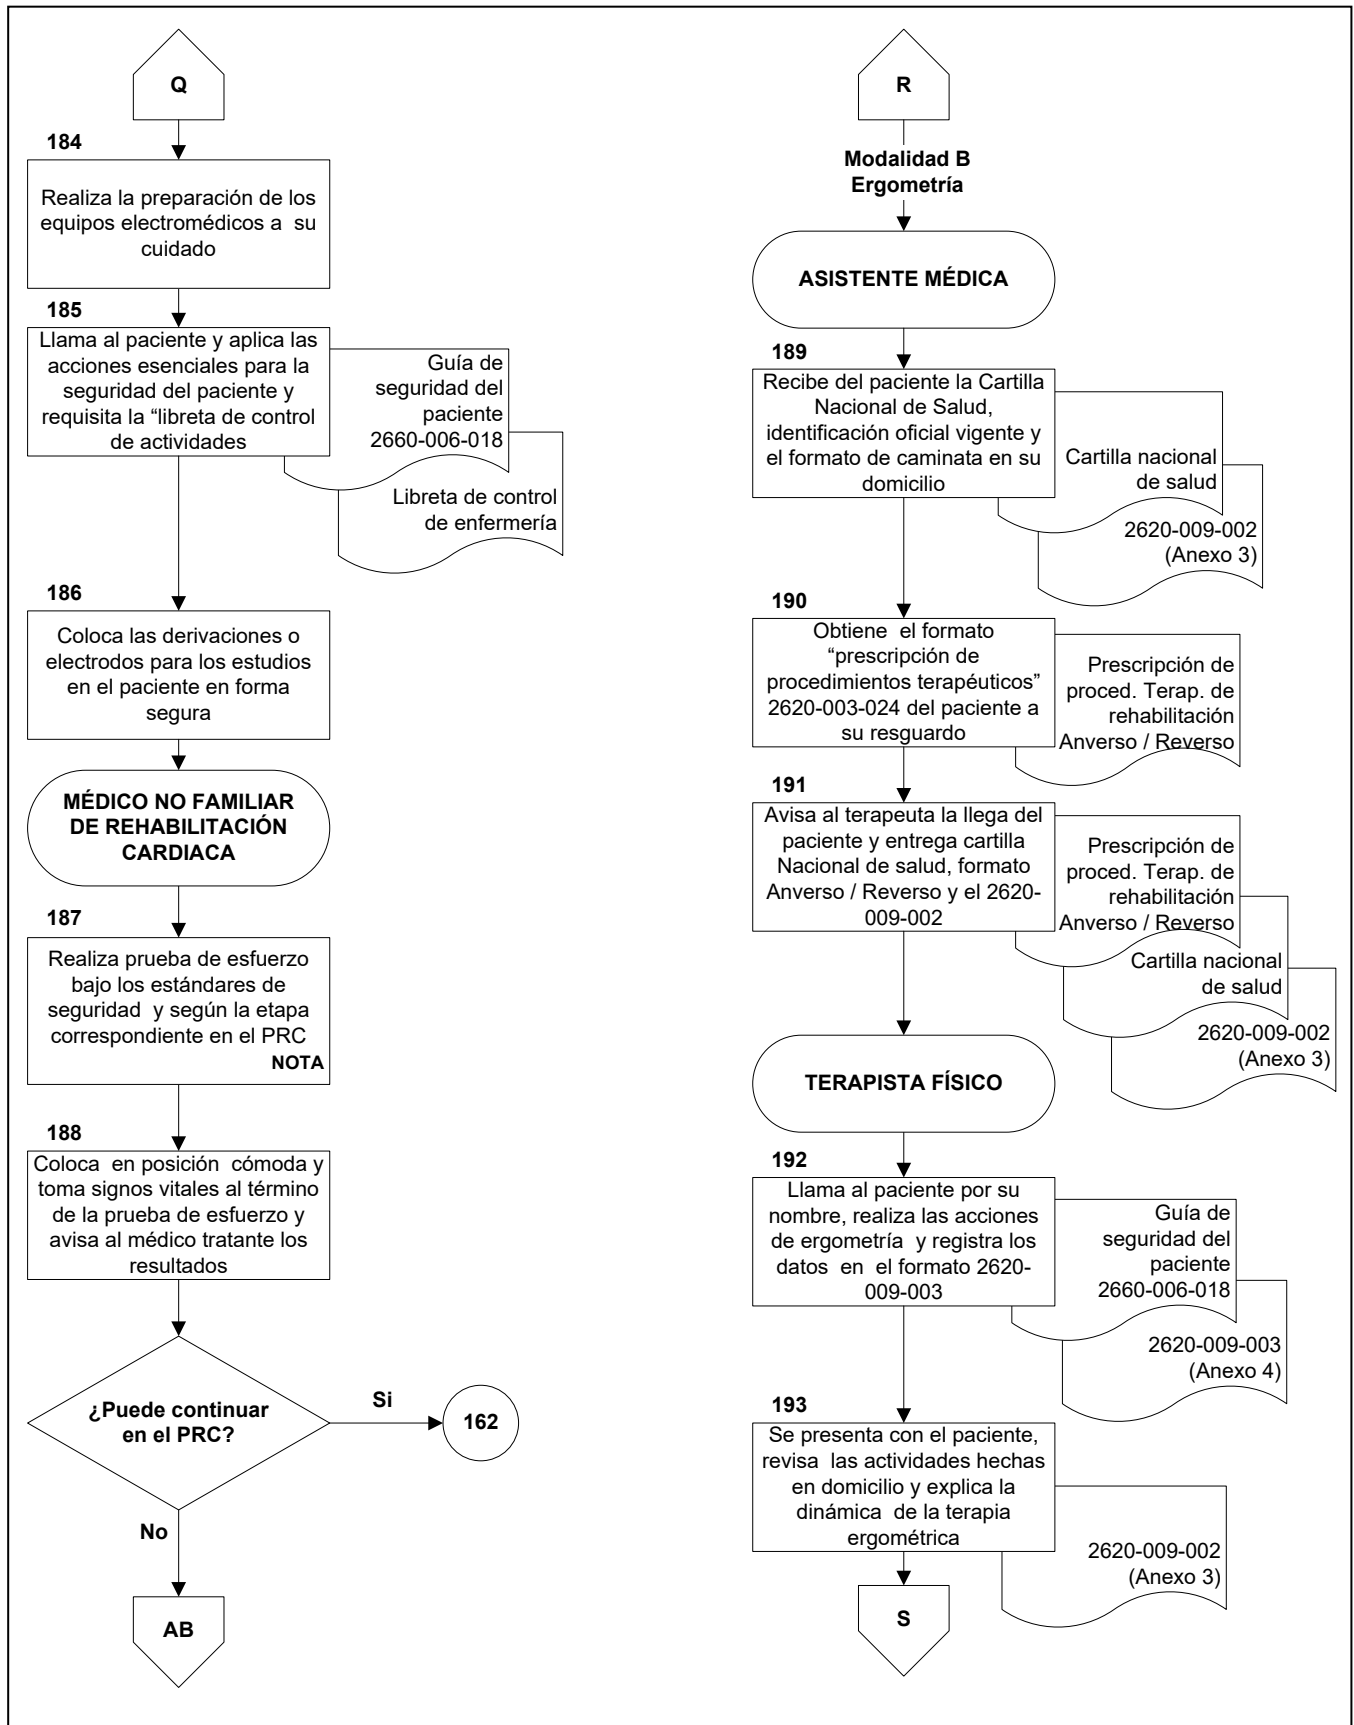 Q
184
Realiza la preparación de los
equipos electromédicos a su
cuidado
185
Llama al paciente y aplica las
acciones esenciales para la
seguridad del paciente y
requisita la “libreta de control
de actividades
Guía de
seguridad del
paciente
2660-006-018
Libreta de control
de enfermería
186
Coloca las derivaciones o
electrodos para los estudios
en el paciente en forma
segura
MÉDICO NO FAMILIAR
DE REHABILITACIÓN
CARDIACA
187
Realiza prueba de esfuerzo
bajo los estándares de
seguridad y según la etapa
correspondiente en el PRC
NOTA
188
Coloca en posición cómoda y
toma signos vitales al término
de la prueba de esfuerzo y
avisa al médico tratante los
resultados
¿Puede continuar
en el PRC?
Si
162
No
AB
R
Modalidad B
Ergometría
ASISTENTE MÉDICA
189
Recibe del paciente la Cartilla
Nacional de Salud,
identificación oficial vigente y
el formato de caminata en su
domicilio
Cartilla nacional
de salud
2620-009-002
(Anexo 3)
190
Obtiene el formato
“prescripción de
procedimientos terapéuticos”
2620-003-024 del paciente a
su resguardo
Prescripción de
proced. Terap. de
rehabilitación
Anverso / Reverso
191
Avisa al terapeuta la llega del
paciente y entrega cartilla
Nacional de salud, formato
Anverso / Reverso y el 2620-
009-002
Prescripción de
proced. Terap. de
rehabilitación
Anverso / Reverso
Cartilla nacional
de salud
2620-009-002
(Anexo 3)
TERAPISTA FÍSICO
192
Llama al paciente por su
nombre, realiza las acciones
de ergometría y registra los
datos en el formato 2620-
009-003
Guía de
seguridad del
paciente
2660-006-018
2620-009-003
(Anexo 4)
193
Se presenta con el paciente,
revisa las actividades hechas
en domicilio y explica la
dinámica de la terapia
ergométrica
2620-009-002
(Anexo 3)
S